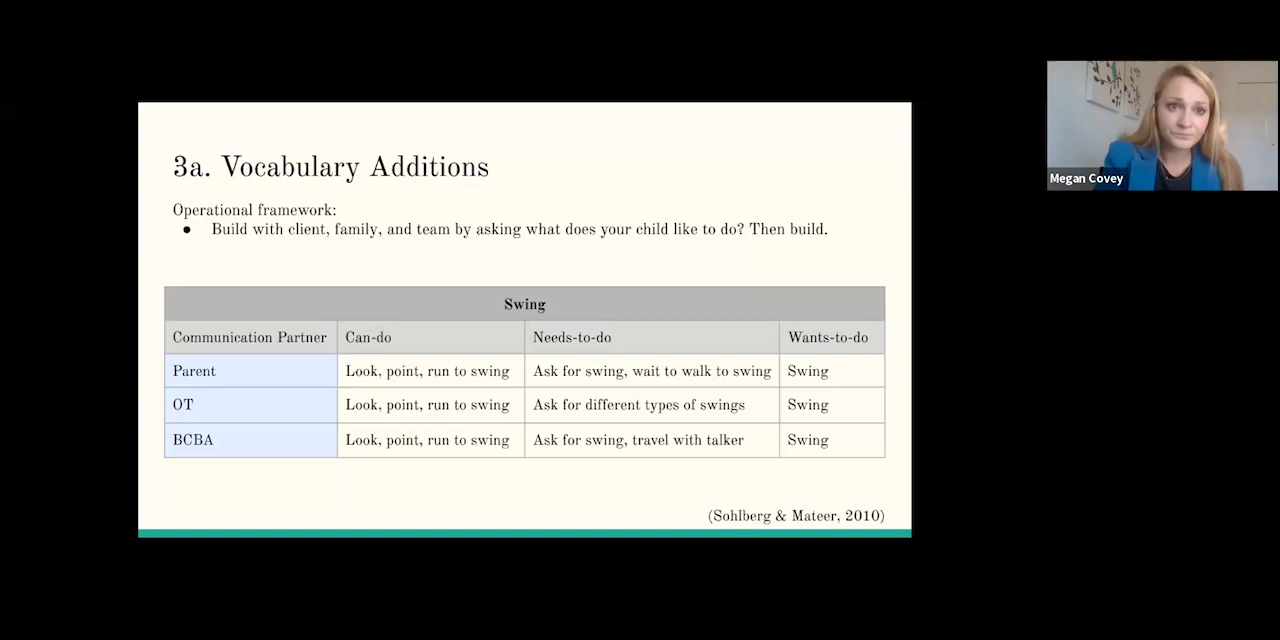 3a. Vocabulary Additions
Megan Covey
Operational framework:
● Build with client, family, and team by asking what does your child like to do? Then build.
Swing
Communication Partner Can-do Needs-to-do Wants-to-do
Parent Look, point, run to swing Ask for swing, wait to walk to swing Swing
OT Look, point, run to swing Ask for different types of swings Swing
BCBA Look, point, run to swing Ask for swing, travel with talker Swing
(Sohlberg & Mateer, 2010)